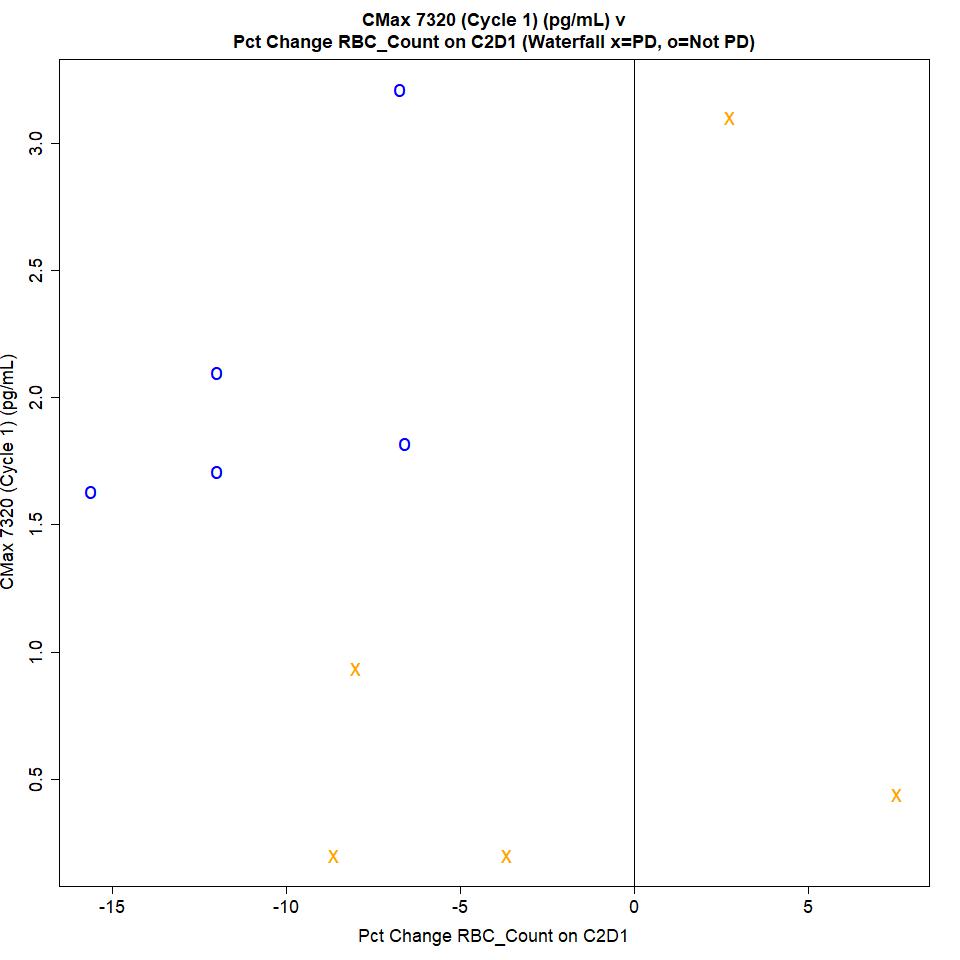 CMax 7320 (Cycle 1) (pg/mL) v
Pct Change RBC_Count on C2D1 (Waterfall x=PD, o=Not PD)
CMax 7320 (Cycle 1) (pg/mL)
3.0
2.5
2.0
1.5
1.0
0.5
o
x
o
o
o
o
x
x
x
x
-15 -10 -5 0 5
Pct Change RBC_Count on C2D1